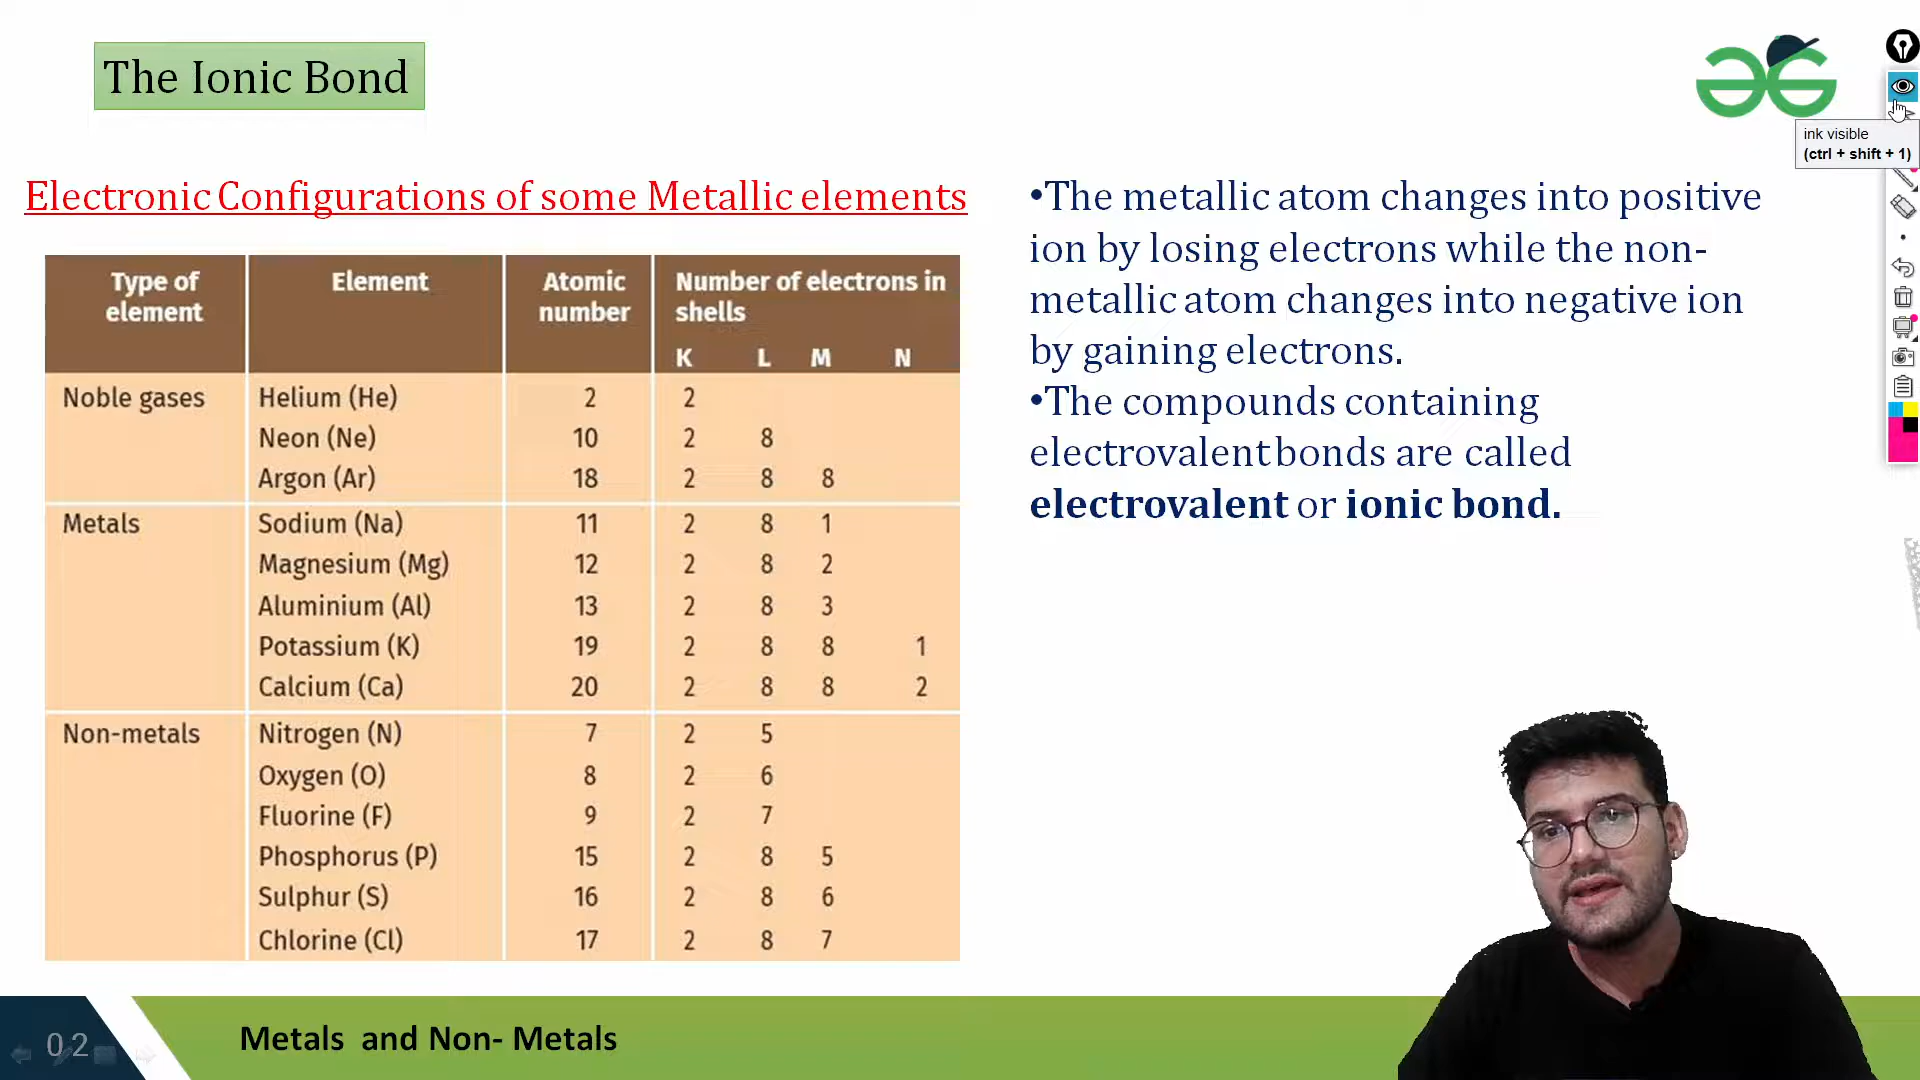 The Ionic Bond
ink visible
(ctrl + shift + 1)
Electronic Configurations of some Metallic elements
Type of element Element Atomic number Number of electrons in shells
K L M N
Noble gases Helium (He) 2 2
Neon (Ne) 10 2 8
Argon (Ar) 18 2 8 8
Metals Sodium (Na) 11 2 8 1
Magnesium (Mg) 12 2 8 2
Aluminium (Al) 13 2 8 3
Potassium (K) 19 2 8 8 1
Calcium (Ca) 20 2 8 8 2
Non-metals Nitrogen (N) 7 2 5
Oxygen (O) 8 2 6
Fluorine (F) 9 2 7
Phosphorus (P) 15 2 8 5
Sulphur (S) 16 2 8 6
Chlorine (Cl) 17 2 8 7
•The metallic atom changes into positive
ion by losing electrons while the non-
metallic atom changes into negative ion
by gaining electrons.
•The compounds containing
electrovalent bonds are called
electrovalent or ionic bond.
02
Metals and Non- Metals